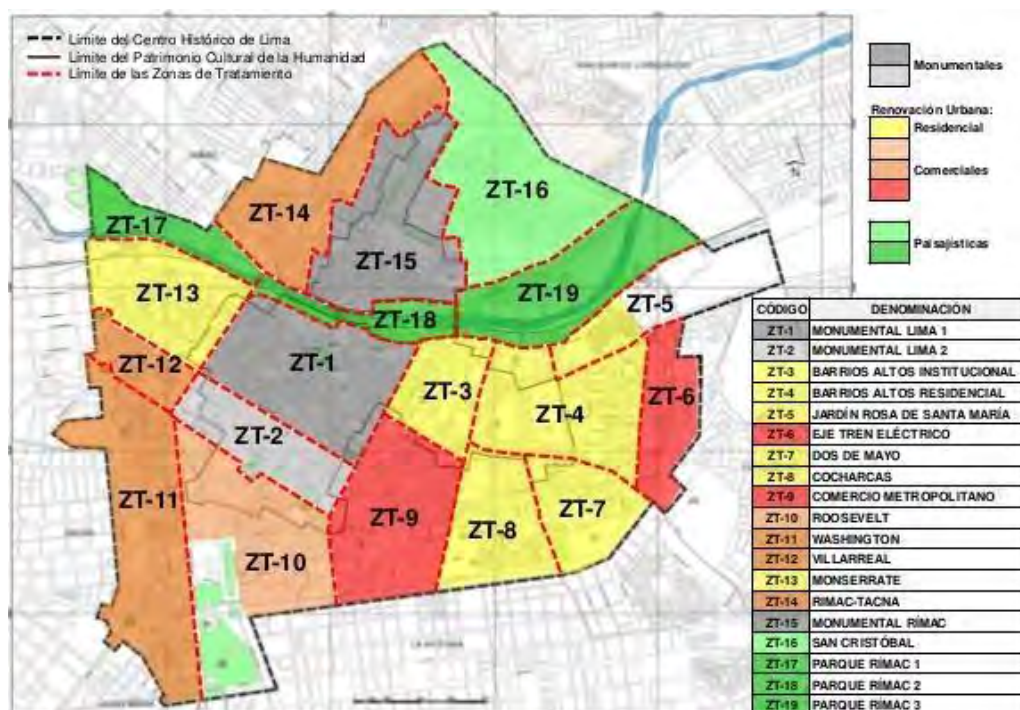 Límite del Centro Histórico de Lima
Límite del Patrimonio Cultural de la Humanidad
Límite de las Zonas de Tratamiento
Monumentales
Renovación Urbana:
Residencial
Comerciales
Paisajísticas
N
ZT-17
ZT-14
ZT-16
ZT-15
ZT-13
ZT-19
ZT-5
ZT-18
ZT-12
ZT-1
ZT-3
ZT-4
ZT-6
ZT-2
ZT-11
ZT-9
ZT-8
ZT-7
ZT-10
CÓDIGO DENOMINACIÓN
ZT-1 MONUMENTAL LIMA 1
ZT-2 MONUMENTAL LIMA 2
ZT-3 BARRIOS ALTOS INSTITUCIONAL
ZT-4 BARRIOS ALTOS RESIDENCIAL
ZT-5 JARDÍN ROSA DE SANTA MARÍA
ZT-6 EJE TREN ELÉCTRICO
ZT-7 DOS DE MAYO
ZT-8 COCHARCAS
ZT-9 COMERCIO METROPOLITANO
ZT-10 ROOSEVELT
ZT-11 WASHINGTON
ZT-12 VILLARREAL
ZT-13 MONSERRATE
ZT-14 RIMAC-TACNA
ZT-15 MONUMENTAL RÍMAC
ZT-16 SAN CRISTÓBAL
ZT-17 PARQUE RÍMAC 1
ZT-18 PARQUE RÍMAC 2
ZT-19 PARQUE RÍMAC 3